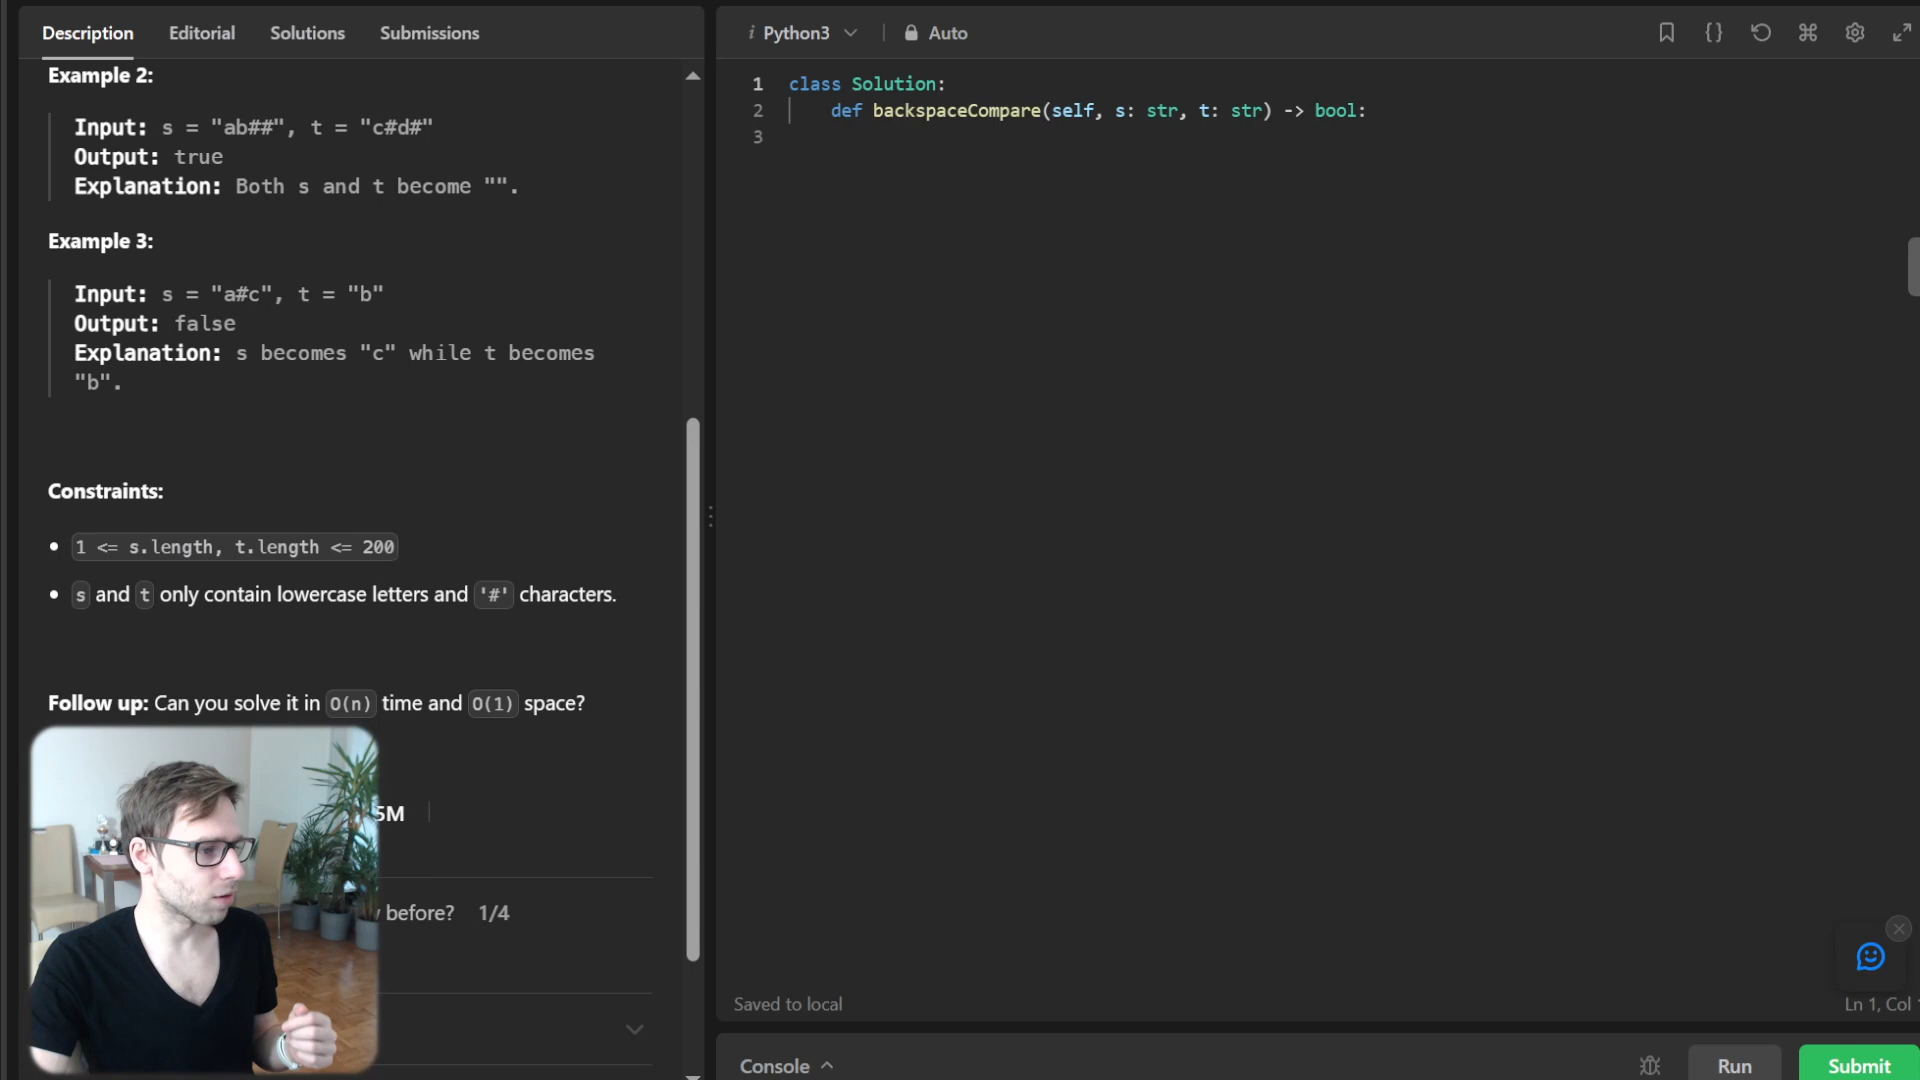 Description Editorial Solutions Submissions
Example 2:
Input: s = "ab##", t = "c#d#"
Output: true
Explanation: Both s and t become "".
Example 3:
Input: s = "a#c", t = "b"
Output: false
Explanation: s becomes "c" while t becomes
"b".
Constraints:
1 <= s.length, t.length <= 200
s and t only contain lowercase letters and '#' characters.
Follow up: Can you solve it in O(n) time and O(1) space?
5M
before? 1/4
i Python3 Auto
1 class Solution:
2 def backspaceCompare(self, s: str, t: str) -> bool:
3
Saved to local
Ln 1, Col
Console
Run
Submit